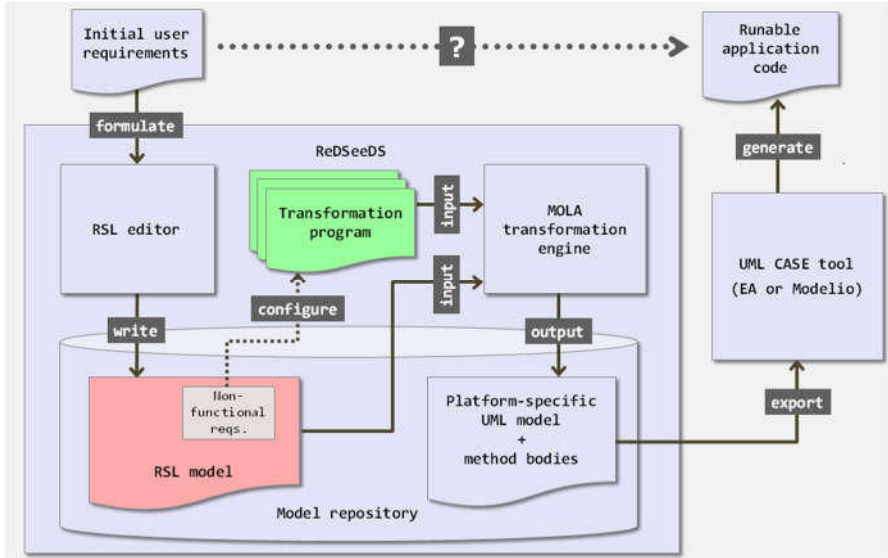 Initial user
requirements
?
Runable
application
code
formulate
generate
ReDSeeDS
RSL editor
Transformation
program
input
MOLA
transformation
engine
UML CASE tool
(EA or Modelio)
input
configure
write
output
Non-
functional
reqs.
RSL model
Platform-specific
UML model
+
method bodies
export
Model repository